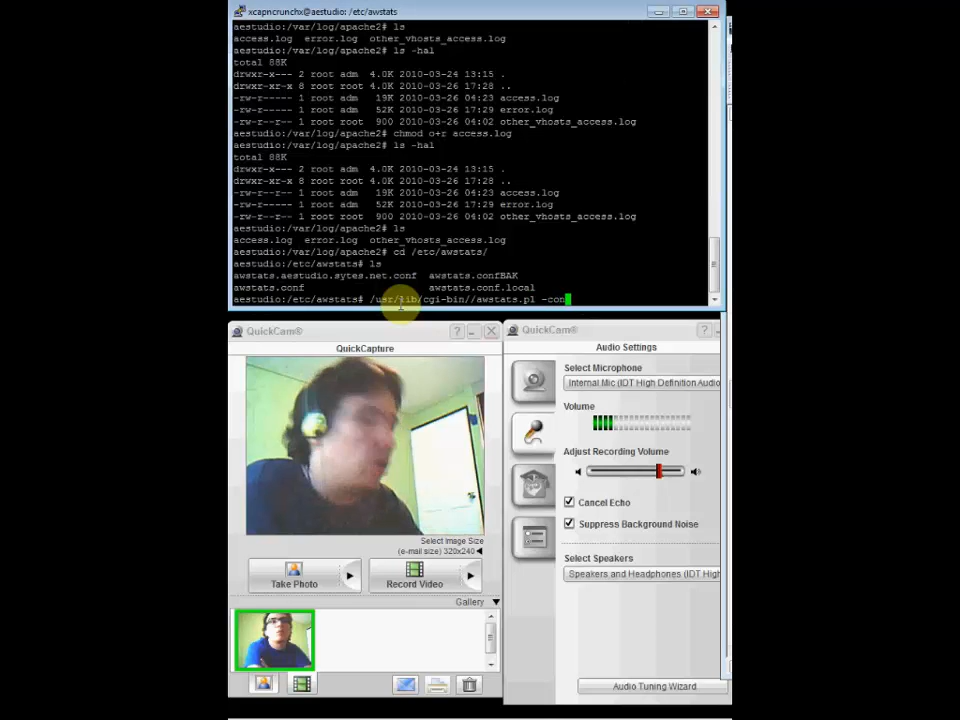 xcapncrunchx@aestudio: /etc/awstats
aestudio:/var/log/apache2# ls
access.log  error.log  other_vhosts_access.log
aestudio:/var/log/apache2# ls -hal
total 88K
drwxr-x--- 2 root adm  4.0K 2010-03-24 13:15 .
drwxr-xr-x 8 root root 4.0K 2010-03-26 17:28 ..
-rw-r----- 1 root adm   19K 2010-03-26 04:23 access.log
-rw-r----- 1 root adm   52K 2010-03-26 17:29 error.log
-rw-r--r-- 1 root root  900 2010-03-26 04:02 other_vhosts_access.log
aestudio:/var/log/apache2# chmod o+r access.log
aestudio:/var/log/apache2# ls -hal
total 88K
drwxr-x--- 2 root adm  4.0K 2010-03-24 13:15 .
drwxr-xr-x 8 root root 4.0K 2010-03-26 17:28 ..
-rw-r--r-- 1 root adm   19K 2010-03-26 04:23 access.log
-rw-r----- 1 root adm   52K 2010-03-26 17:29 error.log
-rw-r--r-- 1 root root  900 2010-03-26 04:02 other_vhosts_access.log
aestudio:/var/log/apache2# ls
access.log  error.log  other_vhosts_access.log
aestudio:/var/log/apache2# cd /etc/awstats/
aestudio:/etc/awstats# ls
awstats.aestudio.sytes.net.conf  awstats.confBAK
awstats.conf                     awstats.conf.local
aestudio:/etc/awstats# /usr/lib/cgi-bin//awstats.pl -con
QuickCam®
QuickCapture
Select Image Size
(e-mail size) 320x240
Take Photo
Record Video
Gallery
QuickCam®
Audio Settings
Select Microphone
Internal Mic (IDT High Definition Audio
Volume
Adjust Recording Volume
Cancel Echo
Suppress Background Noise
Select Speakers
Speakers and Headphones (IDT High
Audio Tuning Wizard